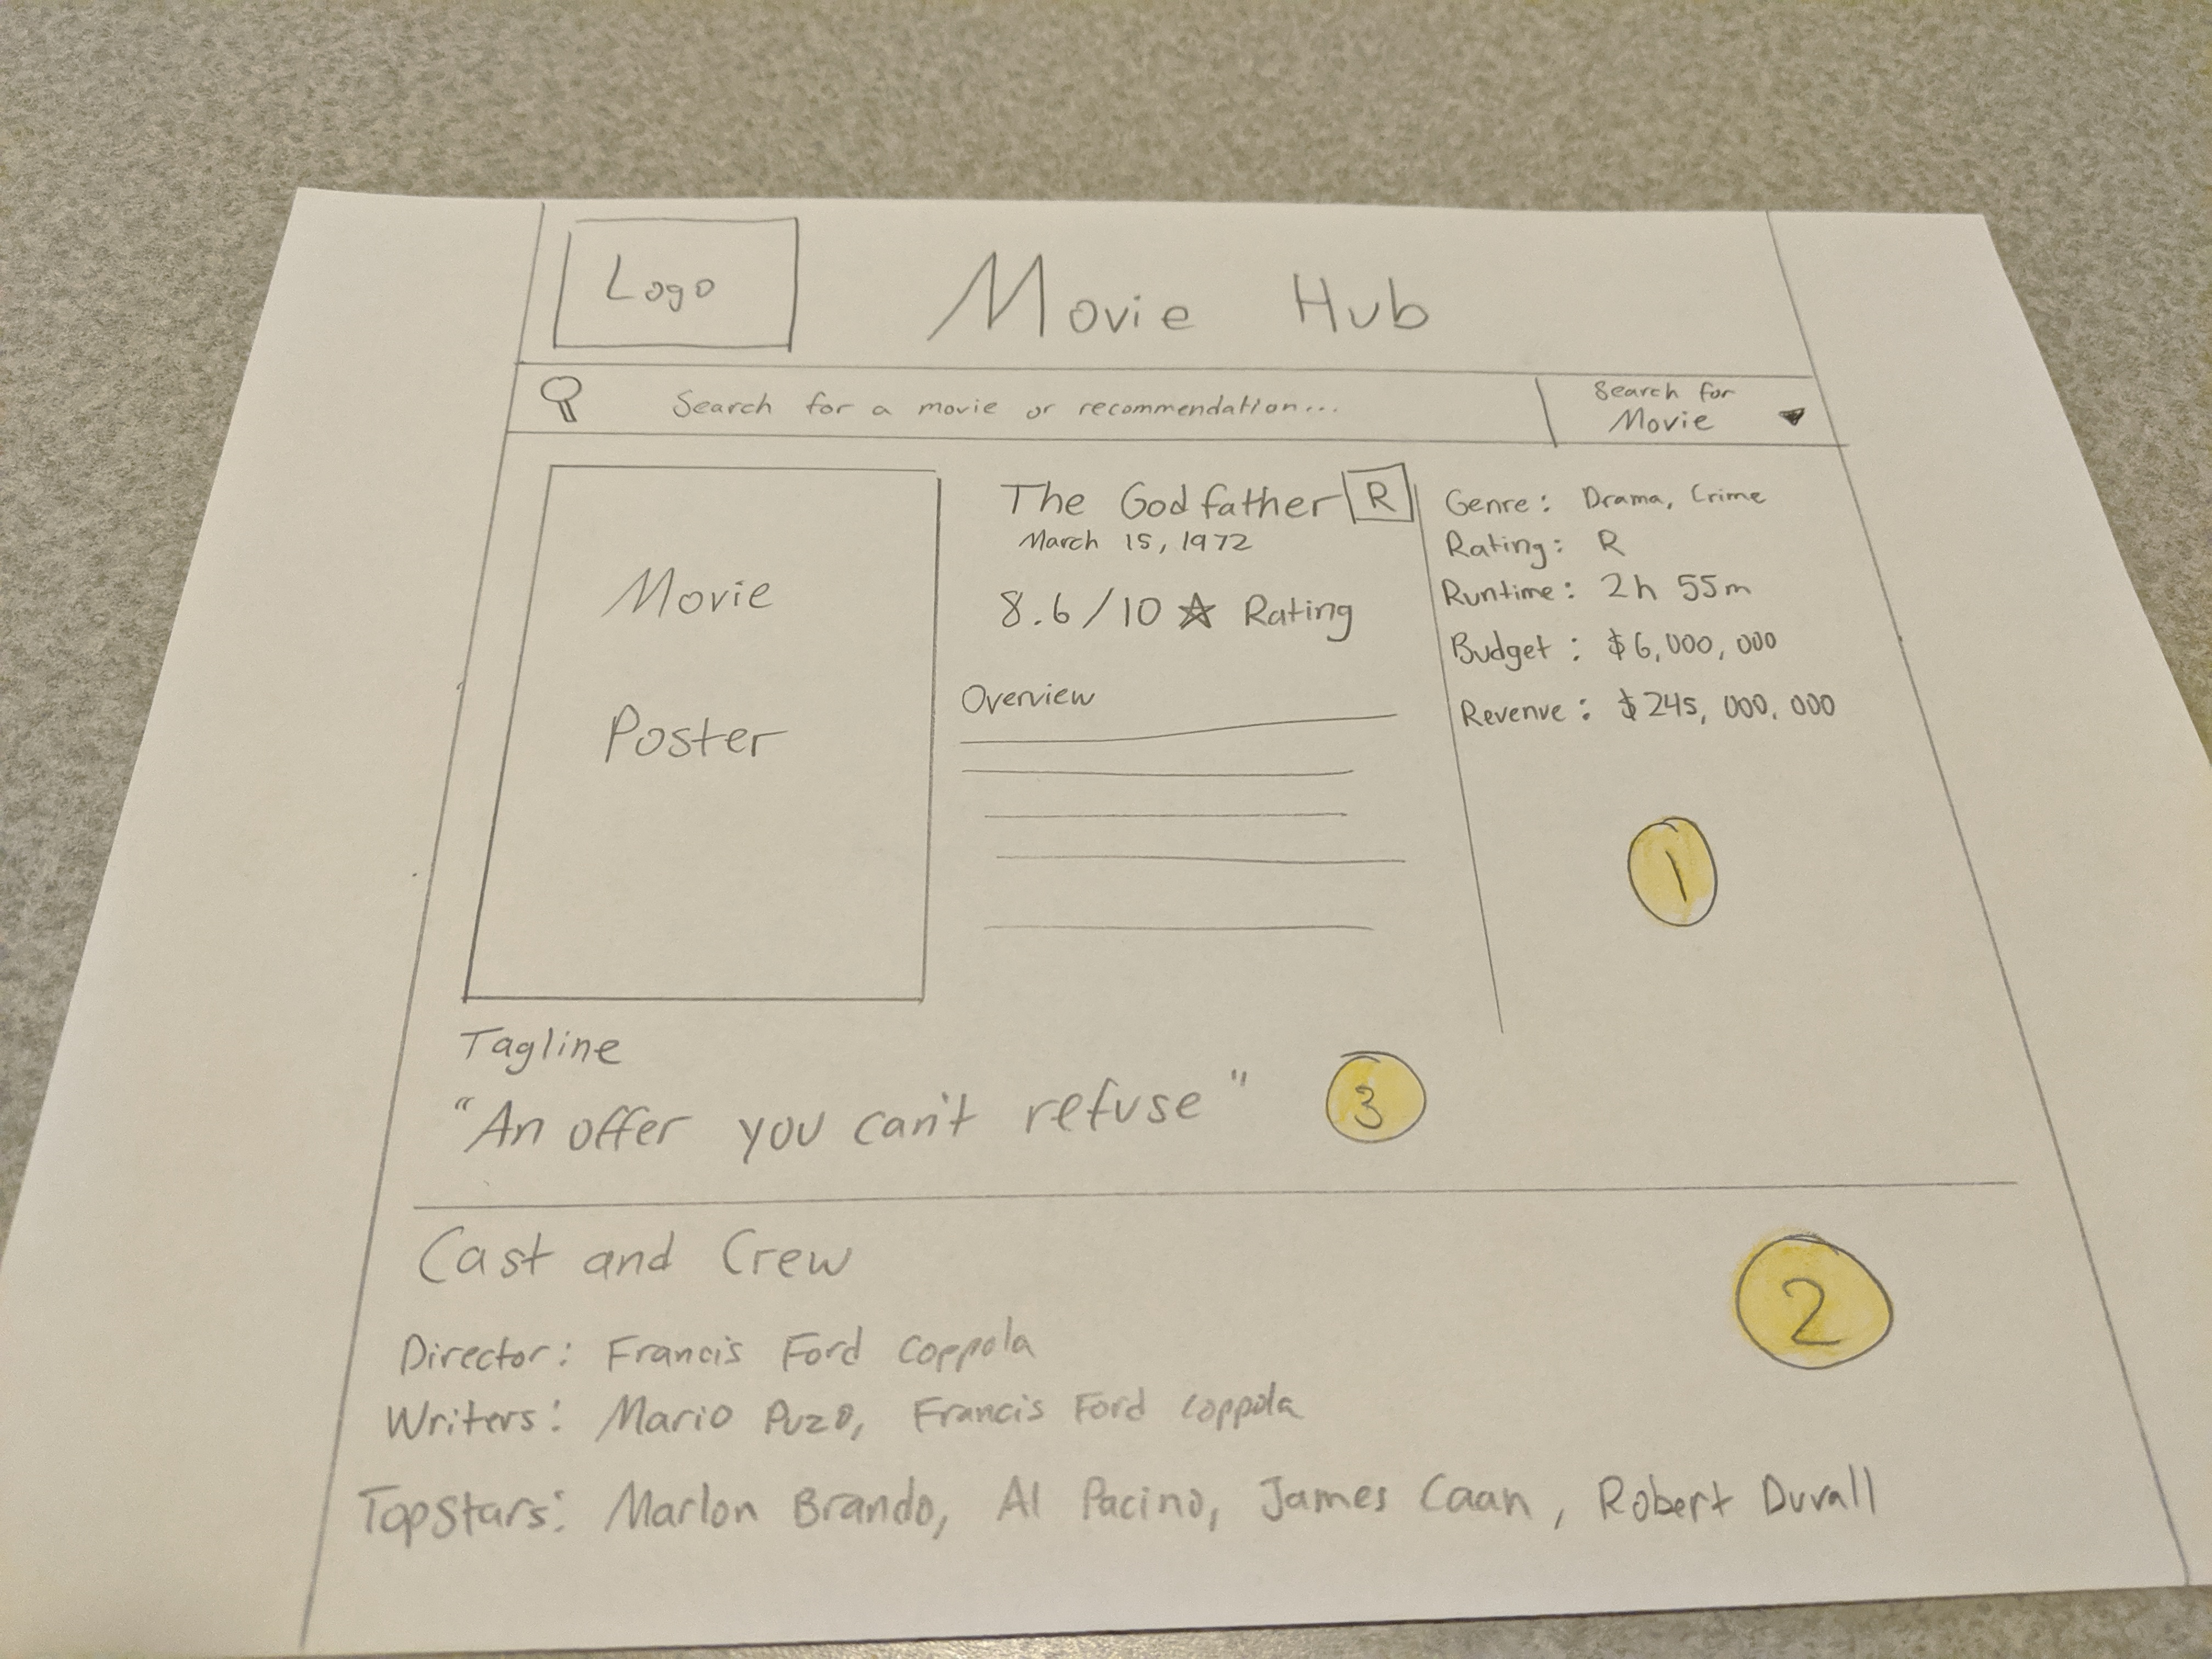 Logo
Movie Hub
Search for a movie or recommendation...
Search for
Movie
Movie
Poster
The Godfather R
March 15, 1972
8.6/10 ☆ Rating
Overview
Genre: Drama, Crime
Rating: R
Runtime: 2h 55m
Budget: $6,000,000
Revenue: $245,000,000
1
Tagline
"An offer you can't refuse"
3
Cast and Crew
2
Director: Francis Ford Coppola
Writers: Mario Puzo, Francis Ford Coppola
Top Stars: Marlon Brando, Al Pacino, James Caan, Robert Duvall